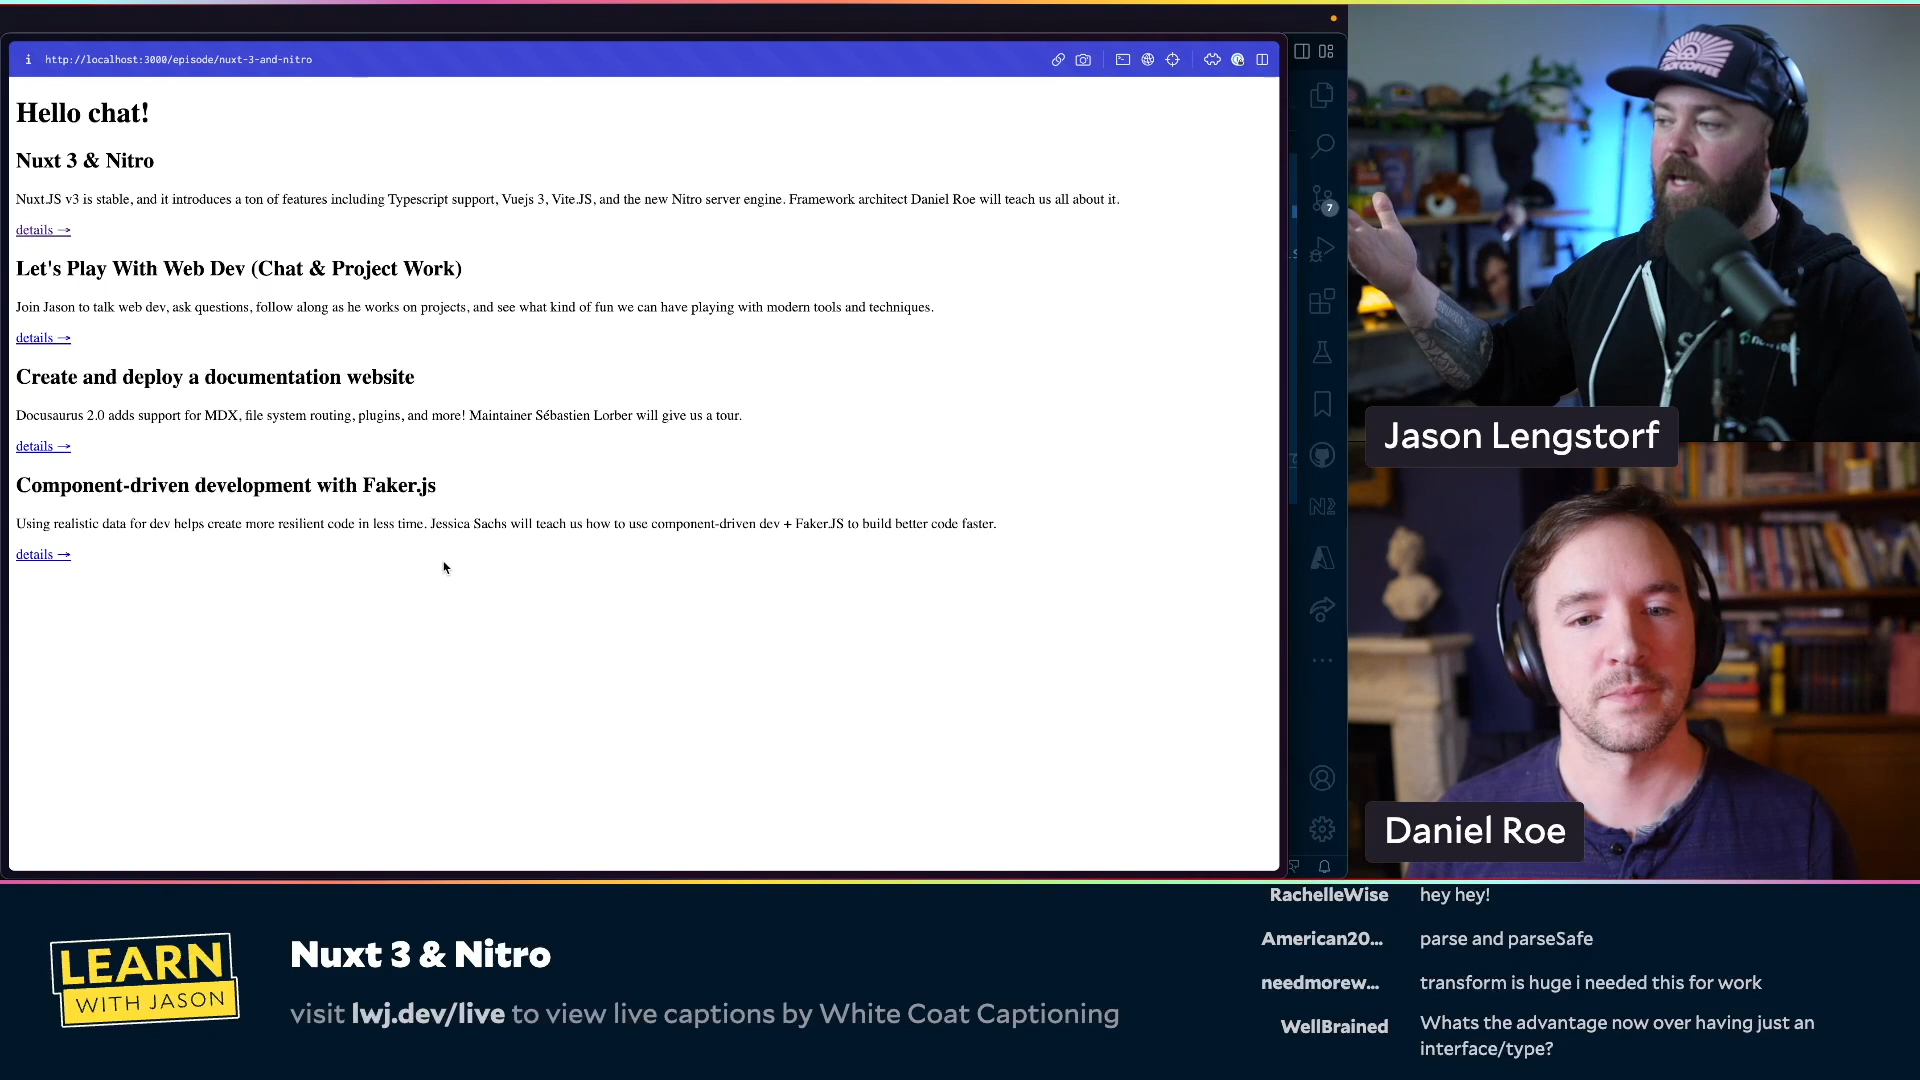 http://localhost:3000/episode/nuxt-3-and-nitro
Hello chat!
Nuxt 3 & Nitro
Nuxt.JS v3 is stable, and it introduces a ton of features including Typescript support, Vuejs 3, Vite.JS, and the new Nitro server engine. Framework architect Daniel Roe will teach us all about it.
details →
Let's Play With Web Dev (Chat & Project Work)
Join Jason to talk web dev, ask questions, follow along as he works on projects, and see what kind of fun we can have playing with modern tools and techniques.
details →
Create and deploy a documentation website
Docusaurus 2.0 adds support for MDX, file system routing, plugins, and more! Maintainer Sébastien Lorber will give us a tour.
details →
Component-driven development with Faker.js
Using realistic data for dev helps create more resilient code in less time. Jessica Sachs will teach us how to use component-driven dev + Faker.JS to build better code faster.
details →
7
COFFEE
Jason Lengstorf
Daniel Roe
LEARN
WITH JASON
Nuxt 3 & Nitro
visit lwj.dev/live to view live captions by White Coat Captioning
RachelleWise hey hey!
American20... parse and parseSafe
needmorew... transform is huge i needed this for work
WellBrained Whats the advantage now over having just an
interface/type?